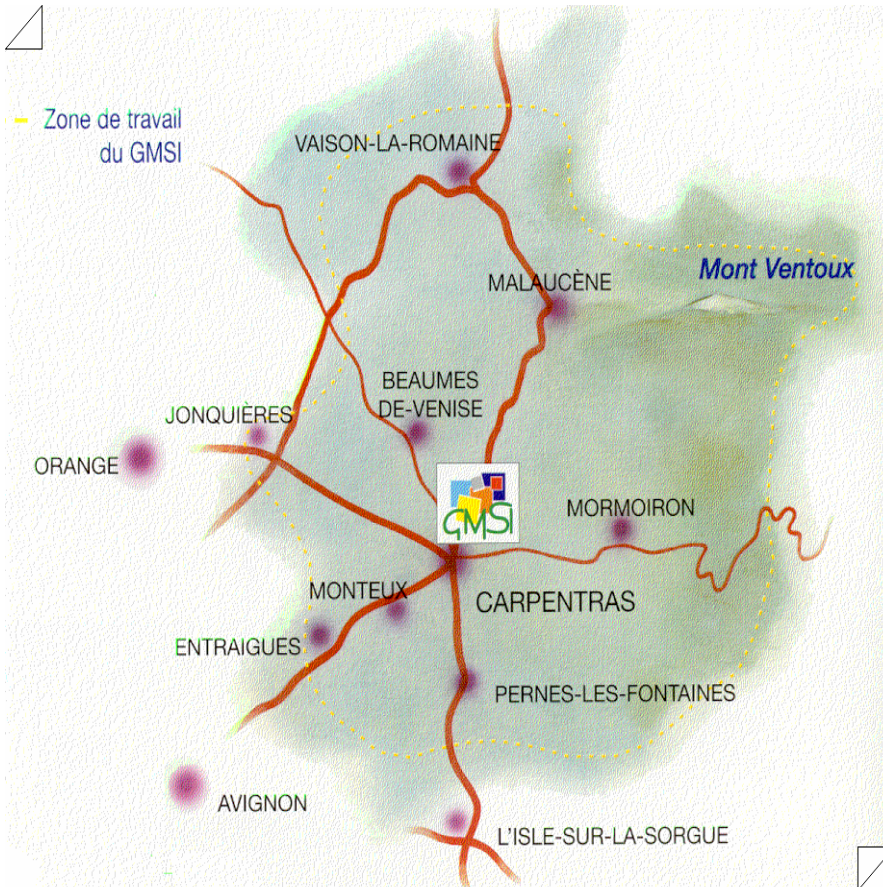 Zone de travail
du GMSI
VAISON-LA-ROMAINE
Mont Ventoux
MALAUCÈNE
BEAUMES
DE-VENISE
JONQUIÈRES
ORANGE
GMSI
MORMOIRON
MONTEUX
CARPENTRAS
ENTRAIGUES
PERNES-LES-FONTAINES
AVIGNON
L'ISLE-SUR-LA-SORGUE